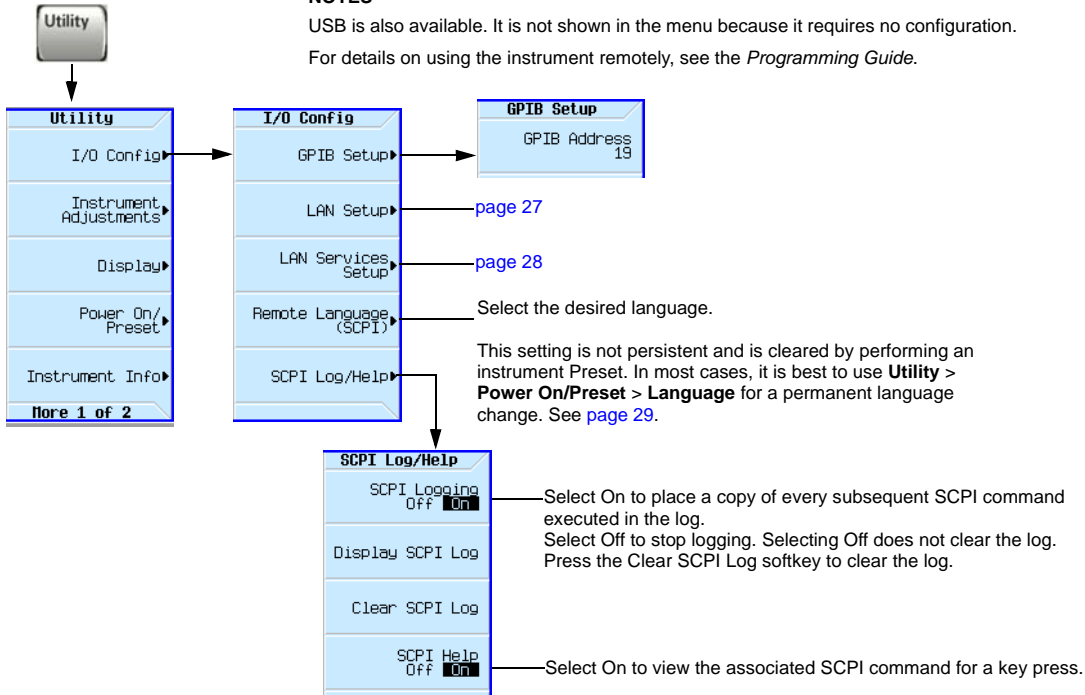 NOTES
USB is also available. It is not shown in the menu because it requires no configuration.
For details on using the instrument remotely, see the Programming Guide.
Utility
Utility
I/O Config
Instrument
Adjustments
Display
Power On/
Preset
Instrument Info
More 1 of 2
I/O Config
GPIB Setup
LAN Setup
LAN Services
Setup
Remote Language
(SCPI)
SCPI Log/Help
GPIB Setup
GPIB Address
19
page 27
page 28
Select the desired language.
This setting is not persistent and is cleared by performing an
instrument Preset. In most cases, it is best to use Utility >
Power On/Preset > Language for a permanent language
change. See page 29.
SCPI Log/Help
SCPI Logging
Off On
Display SCPI Log
Clear SCPI Log
SCPI Help
Off On
Select On to place a copy of every subsequent SCPI command
executed in the log.
Select Off to stop logging. Selecting Off does not clear the log.
Press the Clear SCPI Log softkey to clear the log.
Select On to view the associated SCPI command for a key press.